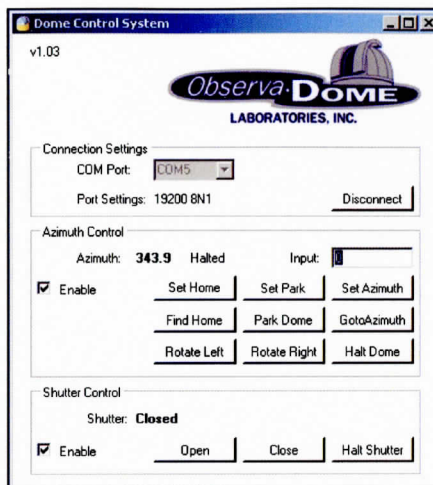 Dome Control System
v1.03
Observa-DOME
LABORATORIES, INC.
Connection Settings
COM Port: COM5
Port Settings: 19200 8N1 Disconnect
Azimuth Control
Azimuth: 343.9 Halted Input: 0
Enable Set Home Set Park Set Azimuth
Find Home Park Dome GotoAzimuth
Rotate Left Rotate Right Halt Dome
Shutter Control
Shutter: Closed
Enable Open Close Halt Shutter